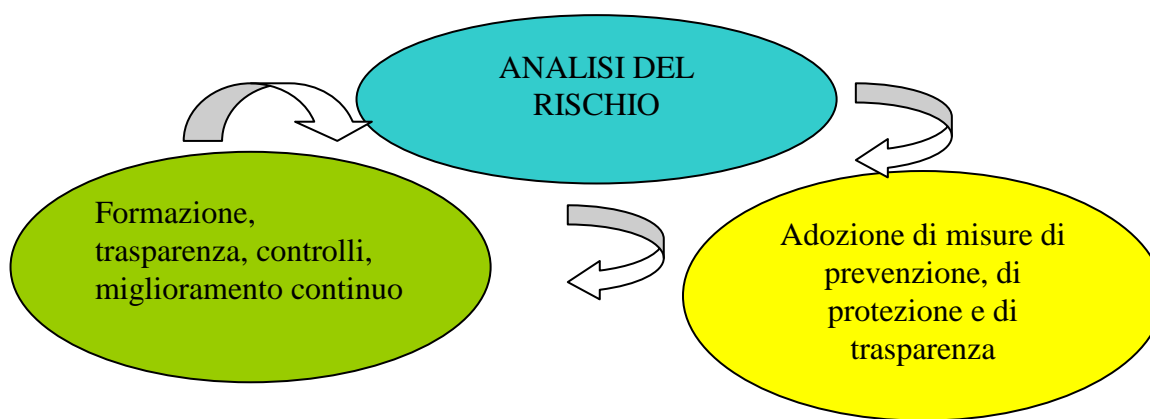 ANALISI DEL
RISCHIO
Formazione,
trasparenza, controlli,
miglioramento continuo
Adozione di misure di
prevenzione, di
protezione e di
trasparenza